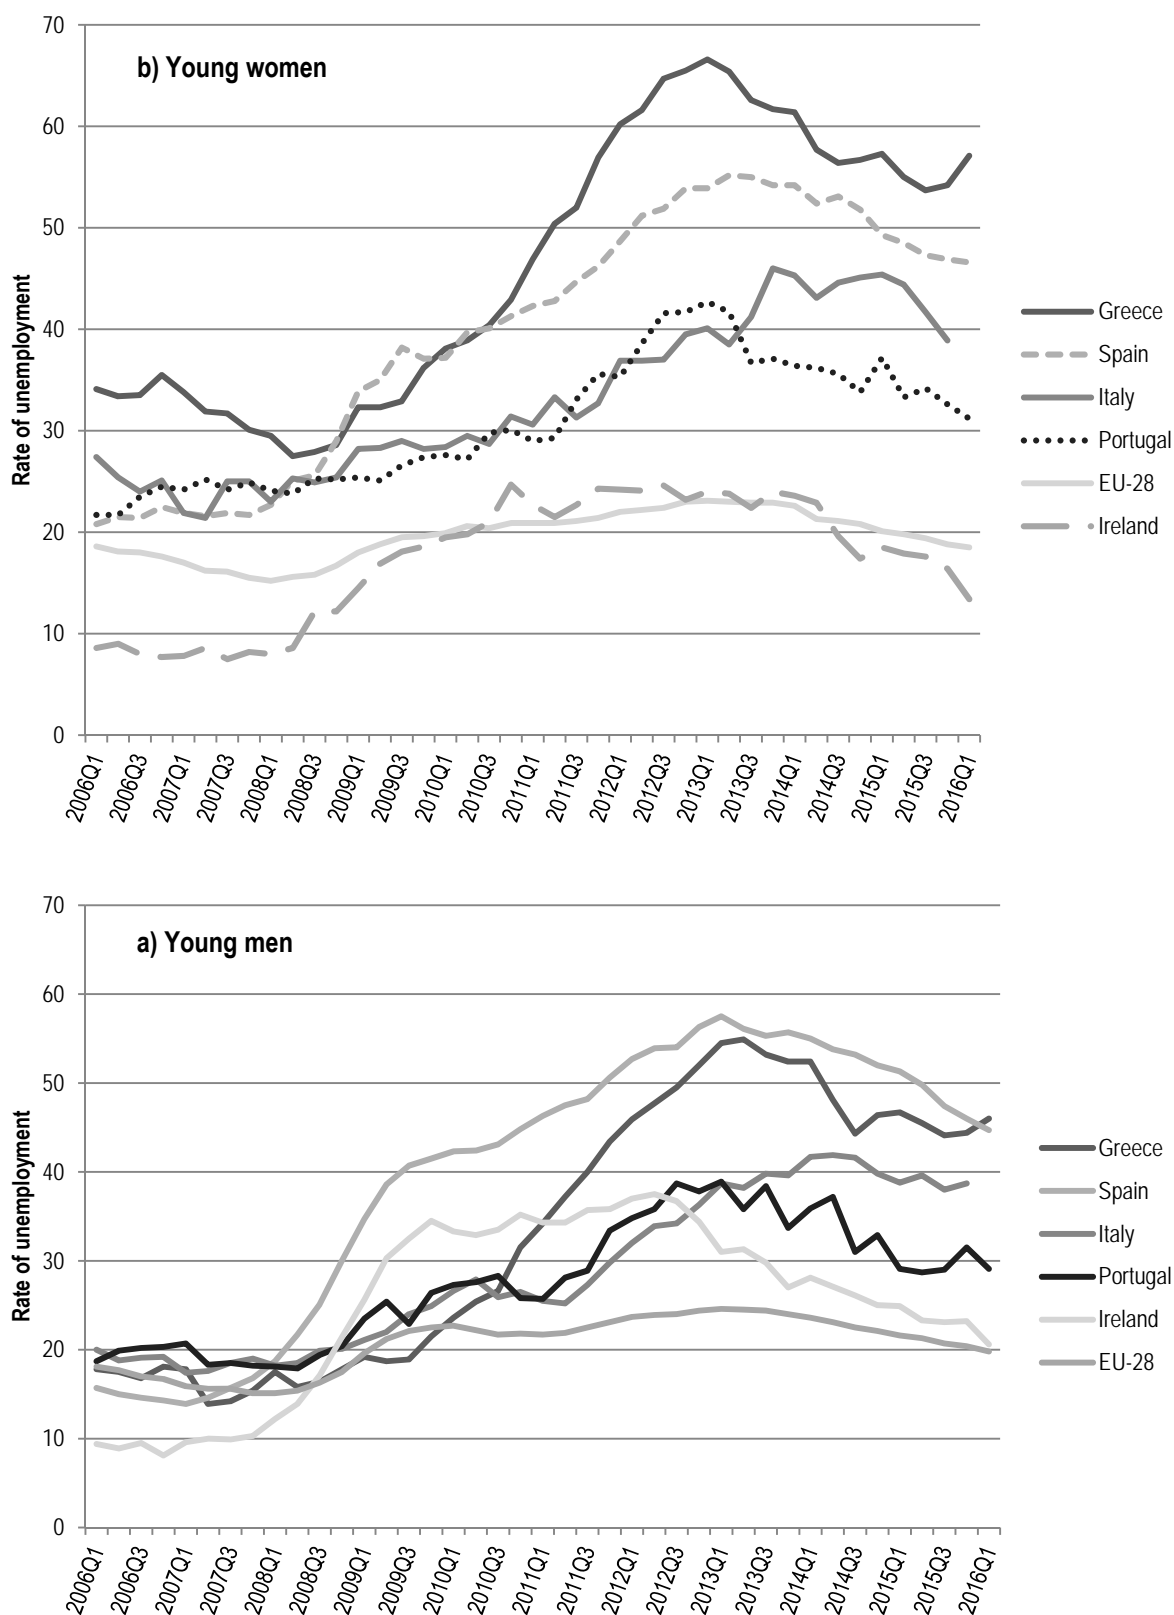 70
60
50
40
30
20
10
0
Rate of unemployment
b) Young women
2006Q1
2006Q3
2007Q1
2007Q3
2008Q1
2008Q3
2009Q1
2009Q3
2010Q1
2010Q3
2011Q1
2011Q3
2012Q1
2012Q3
2013Q1
2013Q3
2014Q1
2014Q3
2015Q1
2015Q3
2016Q1
Greece
Spain
Italy
Portugal
EU-28
Ireland
70
60
50
40
30
20
10
0
Rate of unemployment
a) Young men
2006Q1
2006Q3
2007Q1
2007Q3
2008Q1
2008Q3
2009Q1
2009Q3
2010Q1
2010Q3
2011Q1
2011Q3
2012Q1
2012Q3
2013Q1
2013Q3
2014Q1
2014Q3
2015Q1
2015Q3
2016Q1
Greece
Spain
Italy
Portugal
Ireland
EU-28